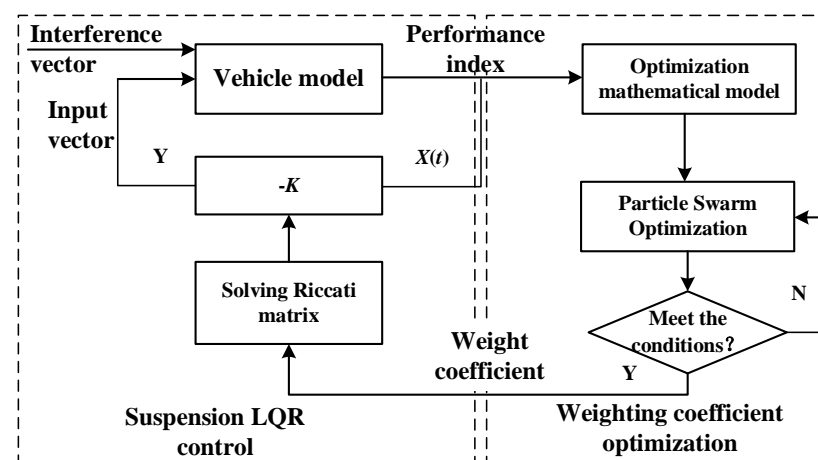 Interference
vector
Vehicle model
Performance
index
Optimization
mathematical model
Input
vector
Y
-K
X(t)
Particle Swarm
Optimization
Solving Riccati
matrix
N
Meet the
conditions?
Y
Weight
coefficient
Suspension LQR
control
Weighting coefficient
optimization